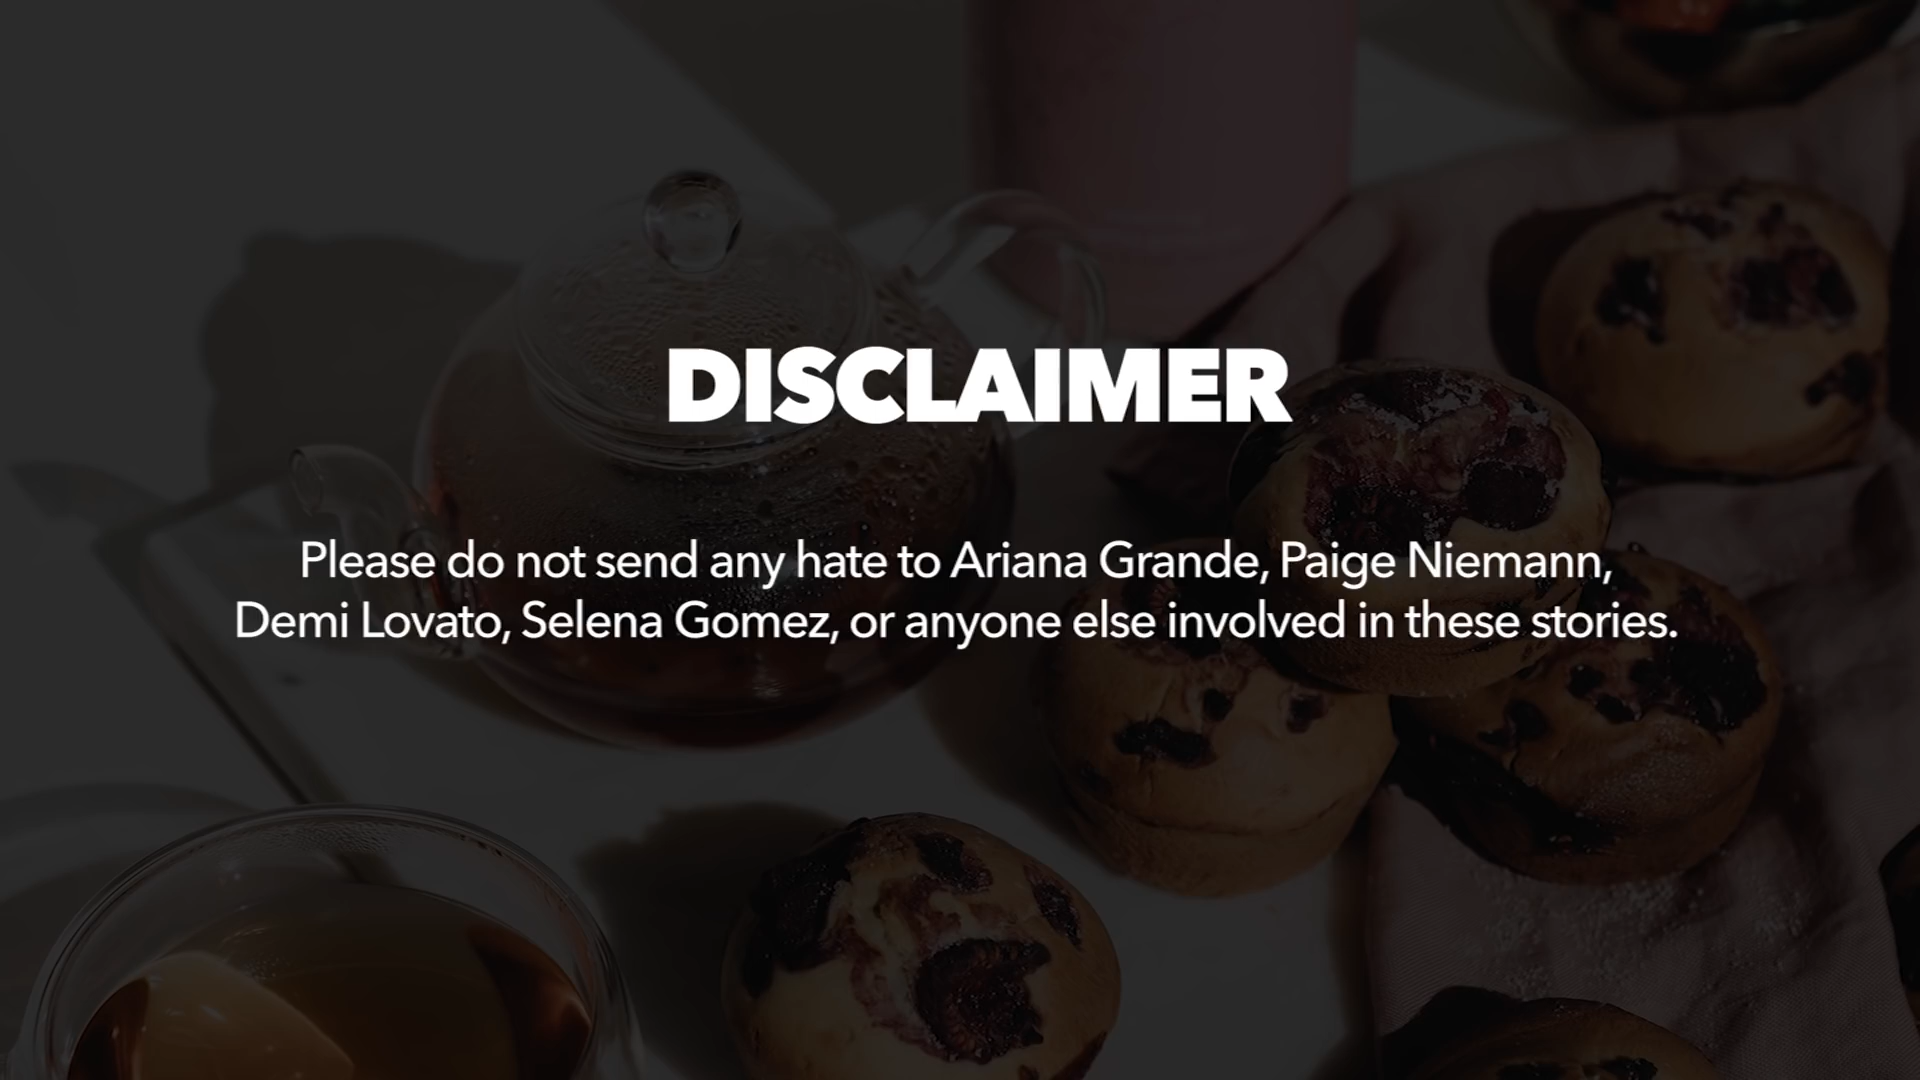 DISCLAIMER
Please do not send any hate to Ariana Grande, Paige Niemann,
Demi Lovato, Selena Gomez, or anyone else involved in these stories.